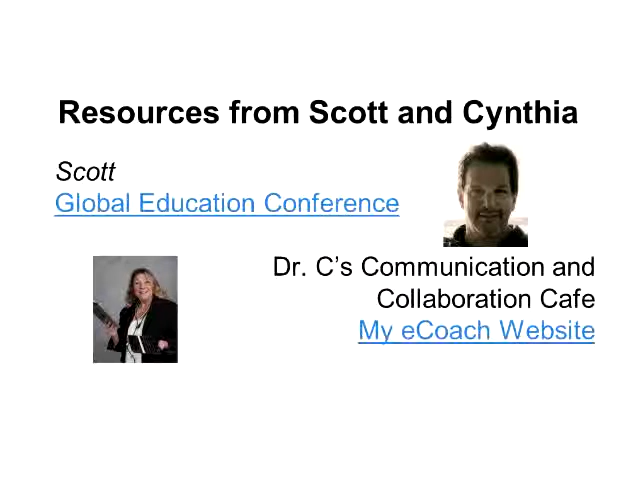 Resources from Scott and Cynthia
Scott
Global Education Conference
Dr. C’s Communication and
Collaboration Cafe
My eCoach Website